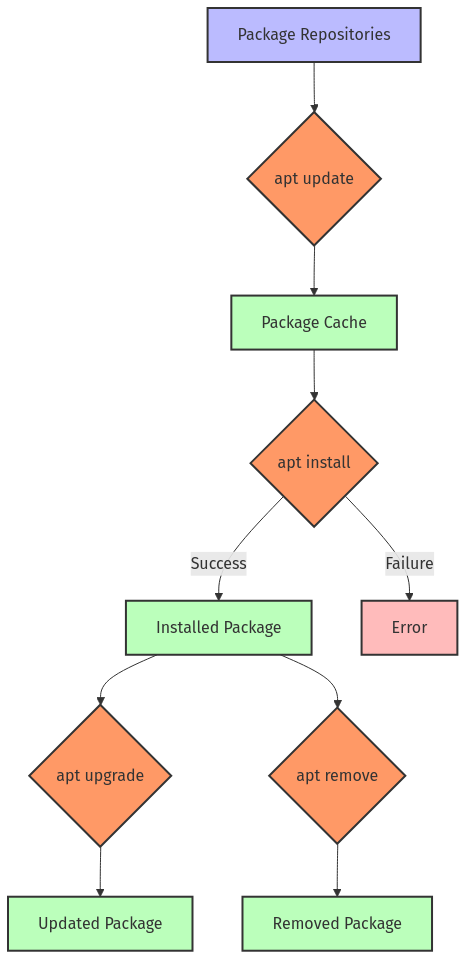 Package Repositories
apt update
Package Cache
apt install
Success
Failure
Installed Package
Error
apt upgrade
apt remove
Updated Package
Removed Package